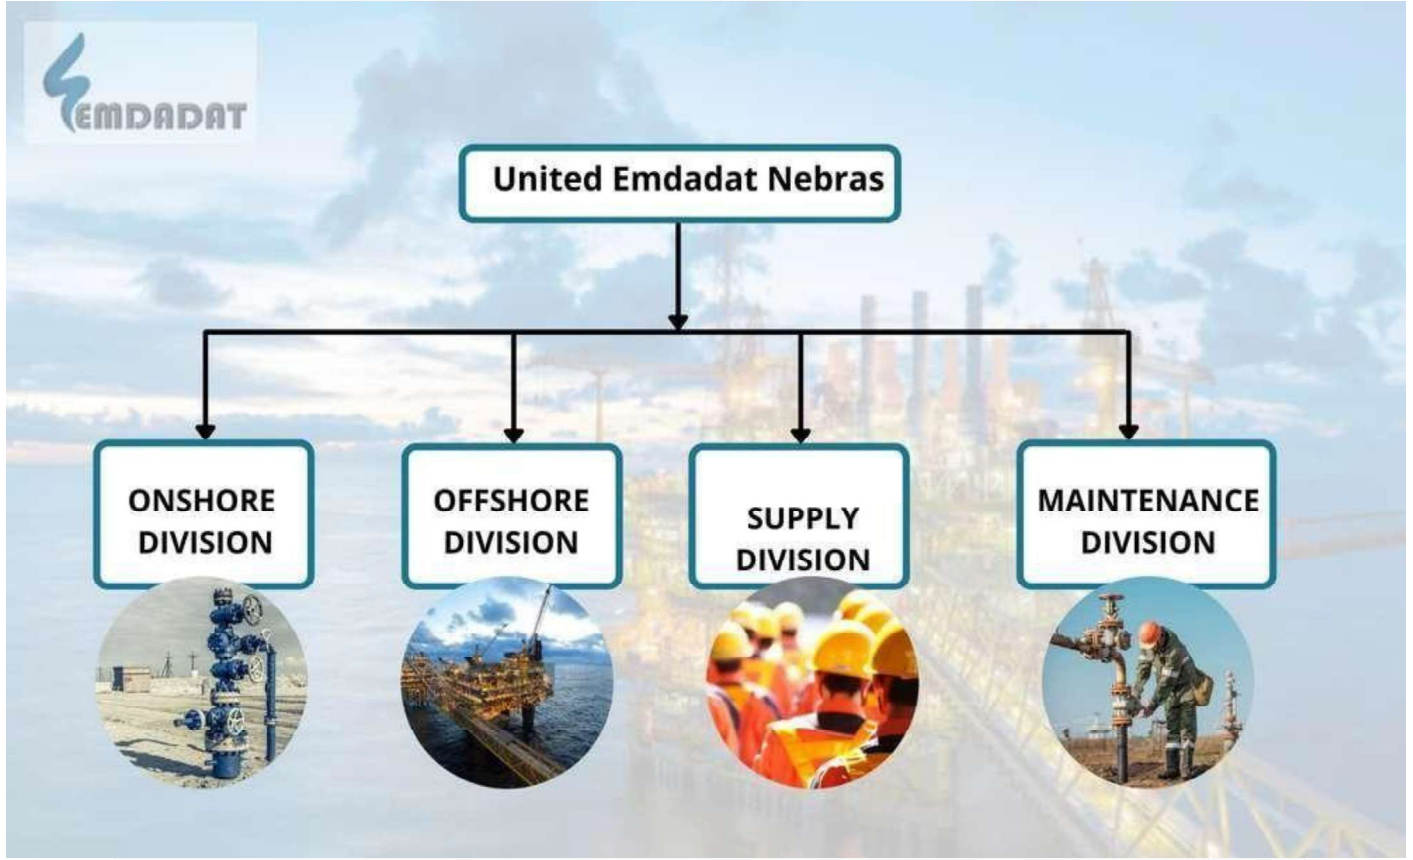 EMDADAT
United Emdadat Nebras
ONSHORE
DIVISION
OFFSHORE
DIVISION
SUPPLY
DIVISION
MAINTENANCE
DIVISION